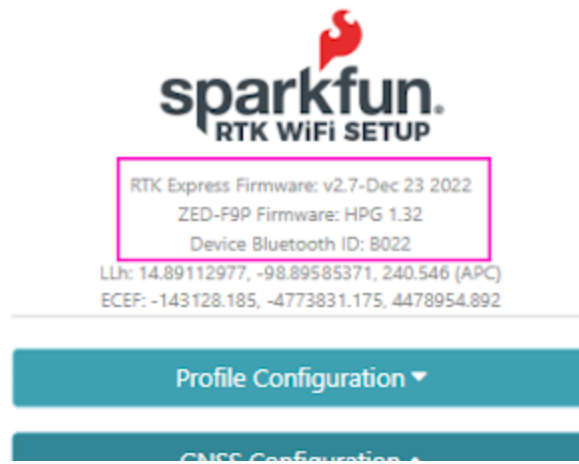 sparkfun.
RTK WiFi SETUP
RTK Express Firmware: v2.7-Dec 23 2022
ZED-F9P Firmware: HPG 1.32
Device Bluetooth ID: B022
LLh: 14.89112977, -98.89585371, 240.546 (APC)
ECEF: -143128.185, -4773831.175, 4478954.892
Profile Configuration
GNSS Configuration